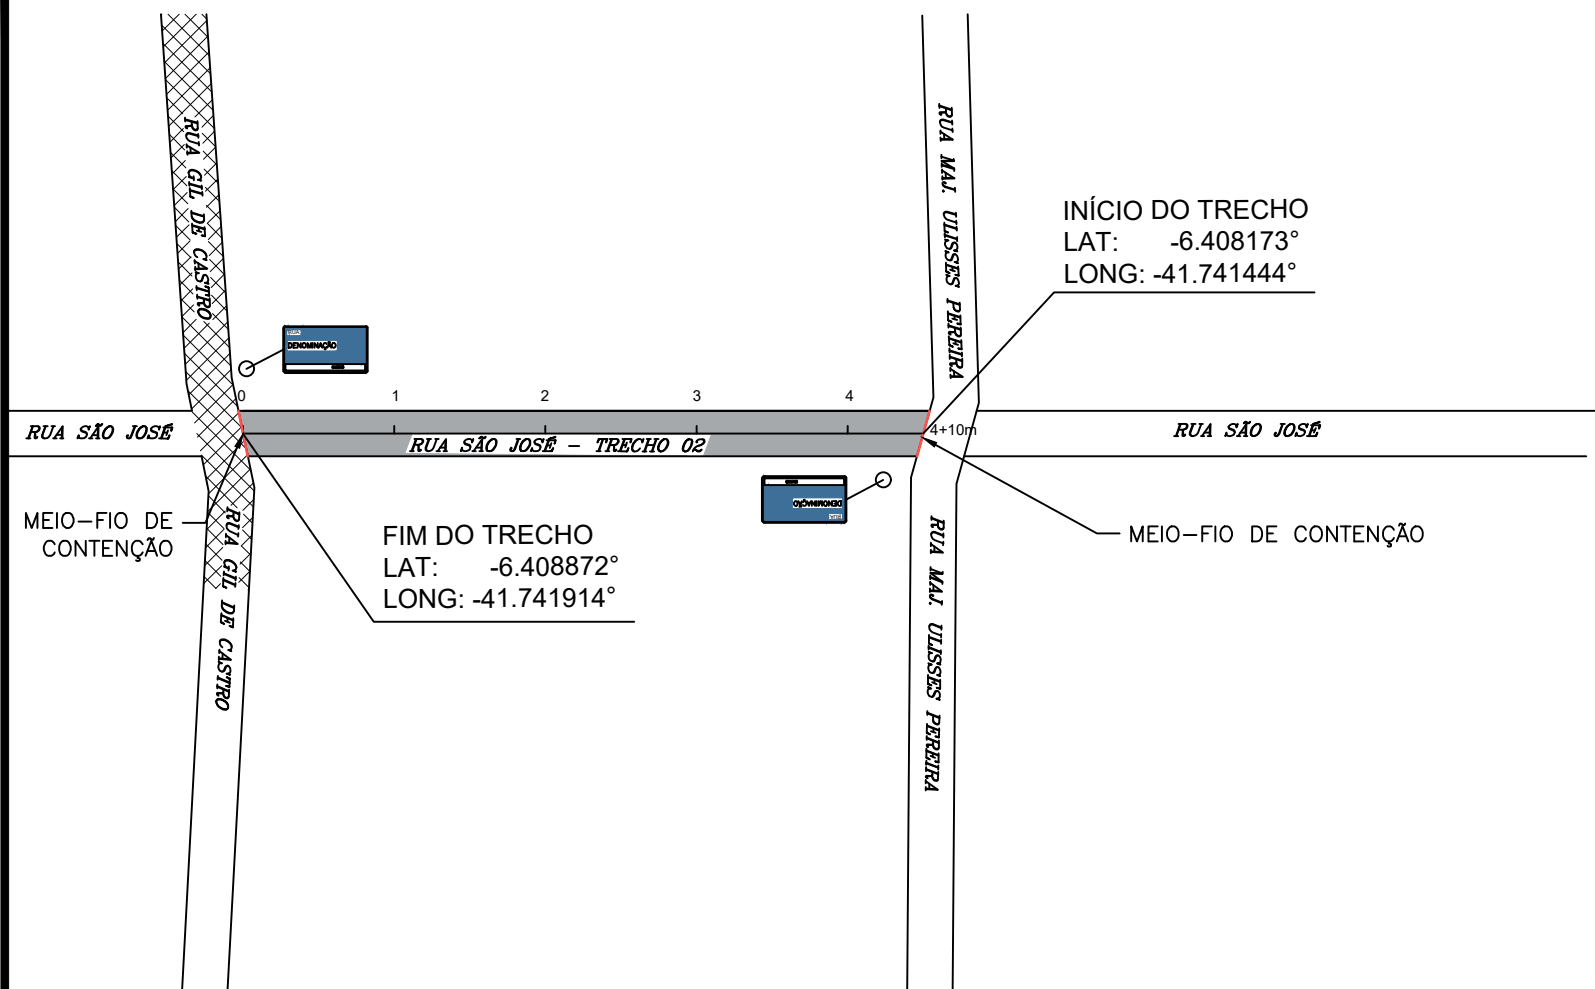 RUA GIL DE CASTRO
RUA MAJ. ULISSES PEREIRA
INÍCIO DO TRECHO
LAT: -6.408173°
LONG: -41.741444°
RUA
DENOMINAÇÃO
0 1 2 3 4
RUA SÃO JOSÉ
RUA SÃO JOSÉ - TRECHO 02
4+10m
RUA SÃO JOSÉ
DENOMINAÇÃO
RUA
MEIO-FIO DE
CONTENÇÃO
FIM DO TRECHO
LAT: -6.408872°
LONG: -41.741914°
MEIO-FIO DE CONTENÇÃO
RUA GIL DE CASTRO
RUA MAJ. ULISSES PEREIRA